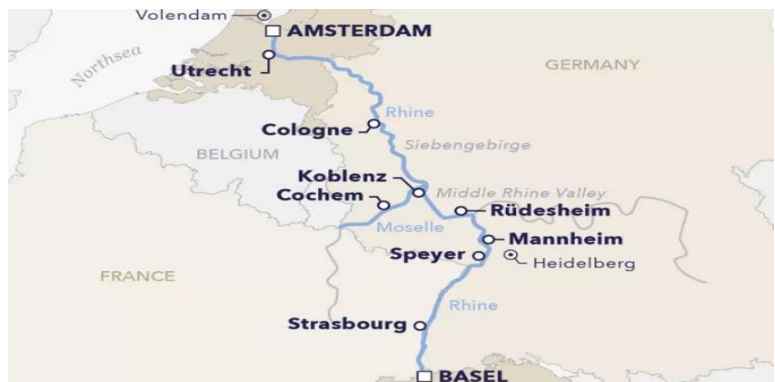 Volendam
AMSTERDAM
Northsea
Utrecht
GERMANY
Rhine
Cologne
Siebengebirge
BELGIUM
Koblenz
Middle Rhine Valley
Cochem
Rüdesheim
Moselle
Mannheim
Speyer
Heidelberg
FRANCE
Rhine
Strasbourg
BASEL